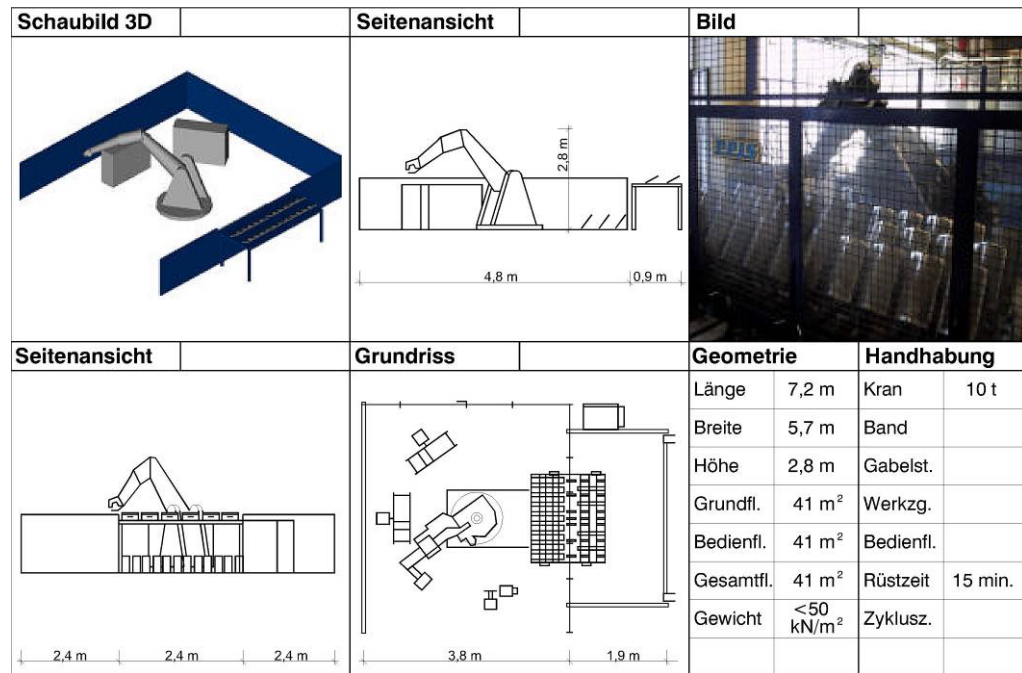 Schaubild 3D
Seitenansicht
Bild
2,8 m
4,8 m
0,9 m
Seitenansicht
Grundriss
Geometrie
Handhabung
Länge 7,2 m Kran 10 t
Breite 5,7 m Band
Höhe 2,8 m Gabelst.
Grundfl. 41 m² Werkzg.
Bedienfl. 41 m² Bedienfl.
Gesamtfl. 41 m² Rüstzeit 15 min.
Gewicht <50 kN/m² Zyklusz.
2,4 m 2,4 m 2,4 m
3,8 m 1,9 m